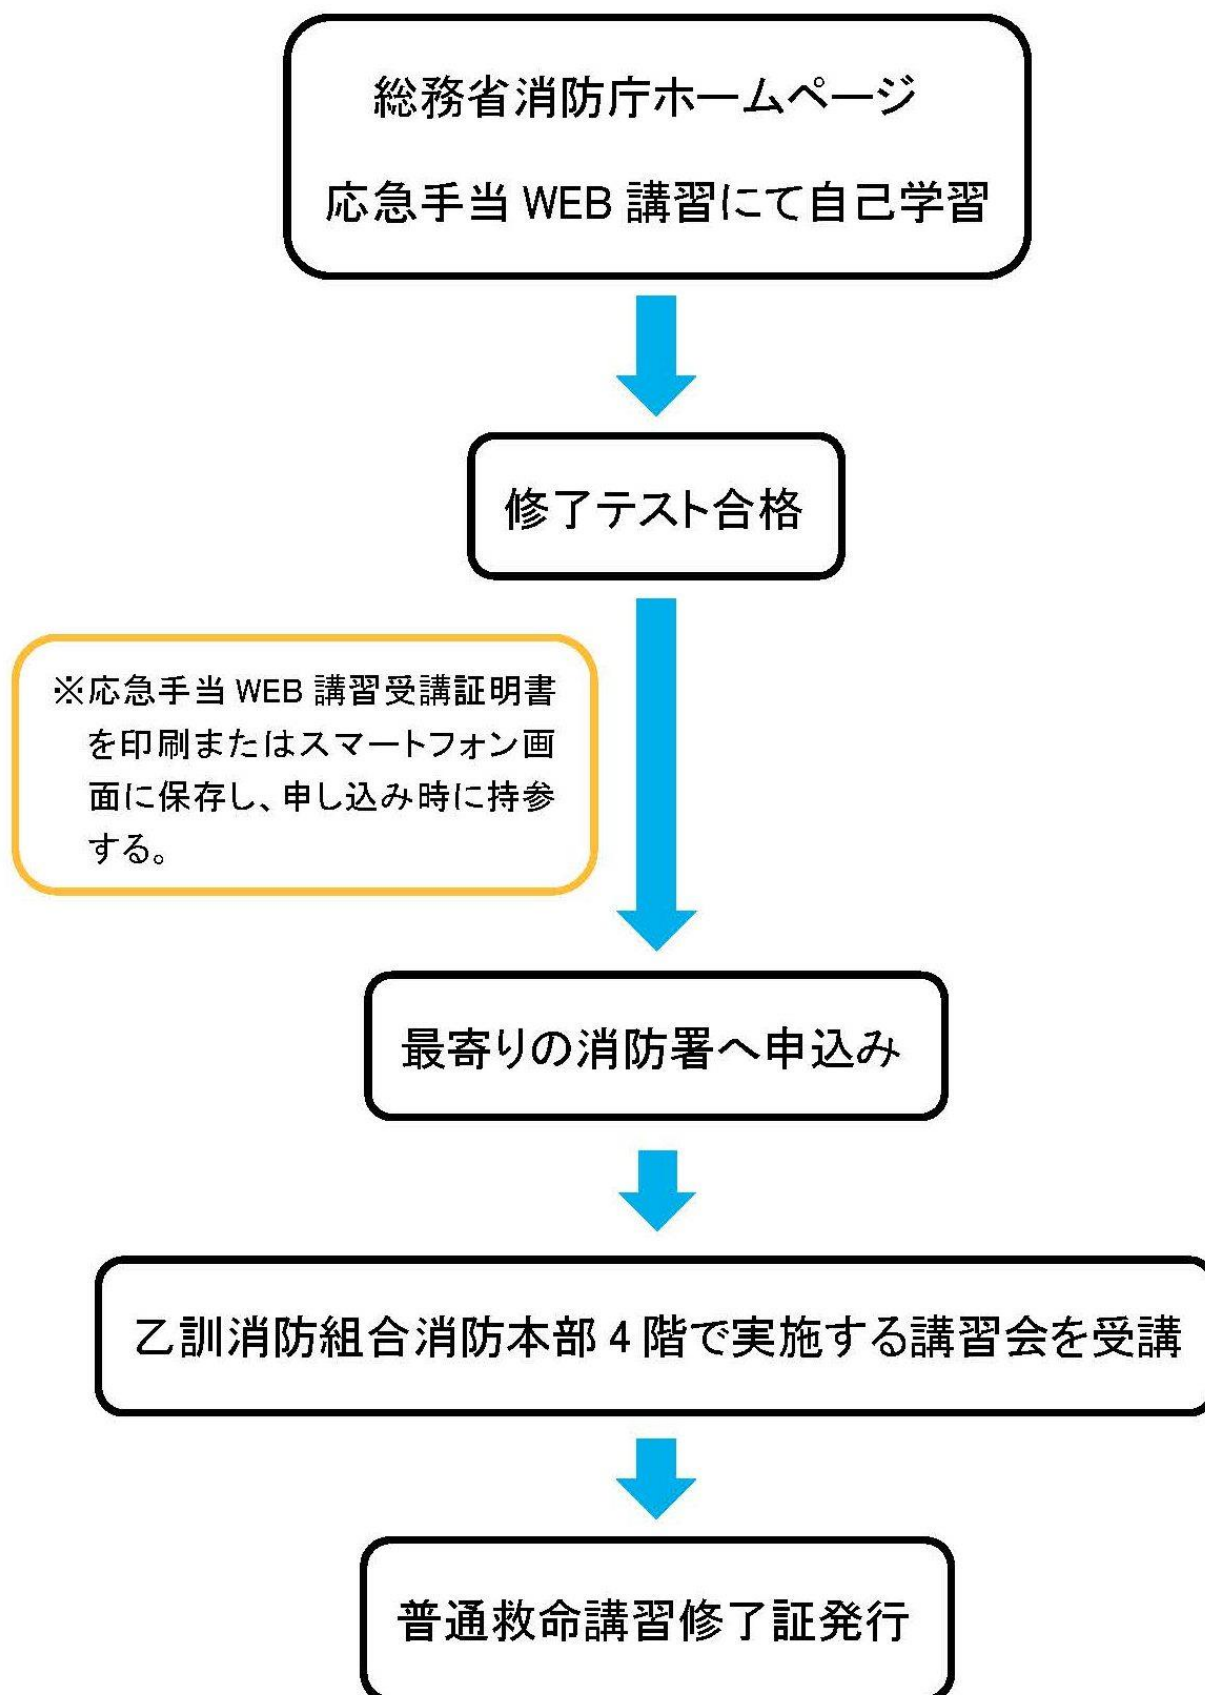 総務省消防庁ホームページ
応急手当 WEB 講習にて自己学習
修了テスト合格
※応急手当 WEB 講習受講証明書
を印刷またはスマートフォン画
面に保存し、申し込み時に持参
する。
最寄りの消防署へ申込み
乙訓消防組合消防本部 4 階で実施する講習会を受講
普通救命講習修了証発行